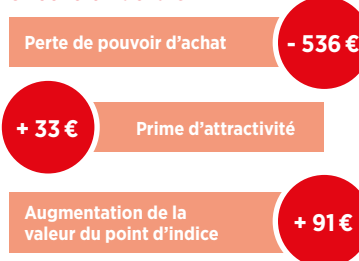 Perte de pouvoir d’achat
- 536 €
+ 33 €
Prime d’attractivité
Augmentation de la
valeur du point d’indice
+ 91 €